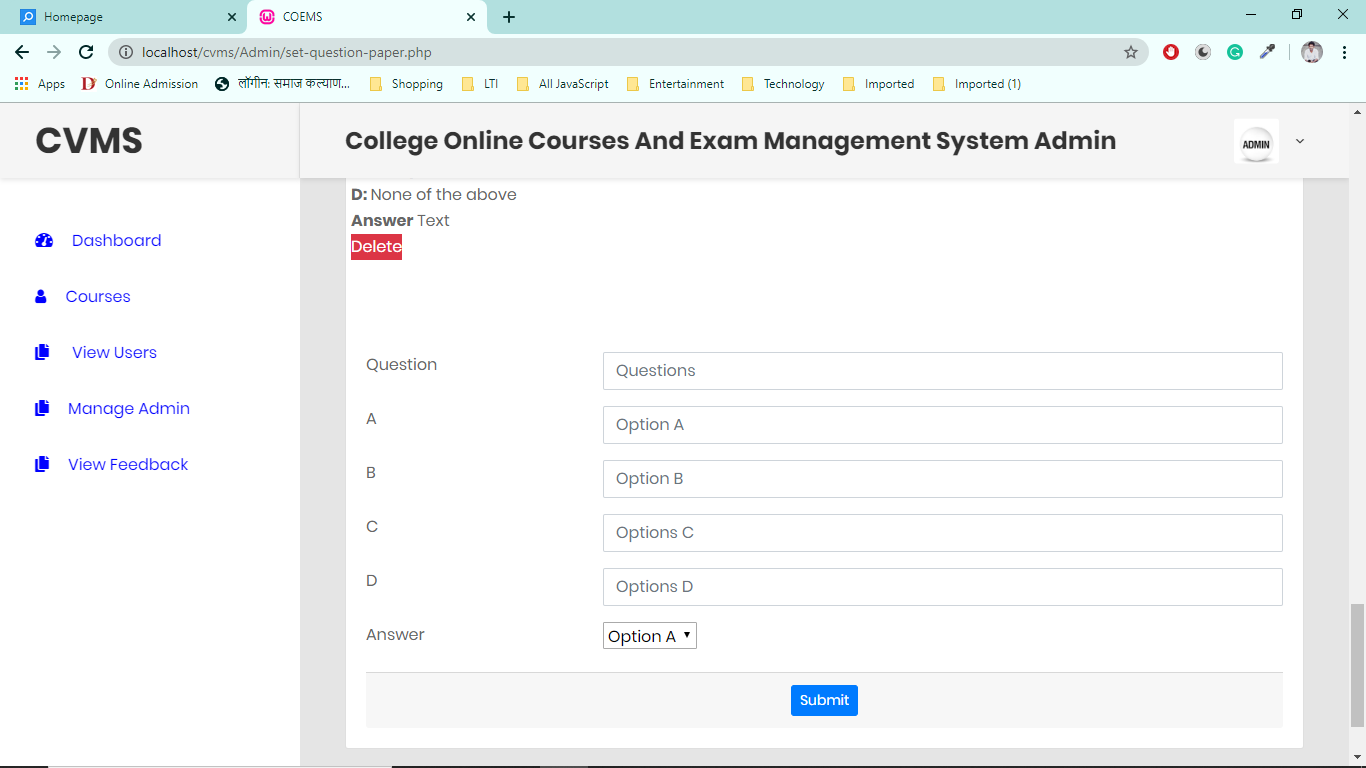 Homepage
COEMS
localhost/cvms/Admin/set-question-paper.php
Apps
Online Admission
लॉगीन: समाज कल्याण...
Shopping
LTI
All JavaScript
Entertainment
Technology
Imported
Imported (1)
CVMS
College Online Courses And Exam Management System Admin
ADMIN
Dashboard
Courses
View Users
Manage Admin
View Feedback
D: None of the above
Answer Text
Delete
Question
Questions
A
Option A
B
Option B
C
Options C
D
Options D
Answer
Option A
Submit